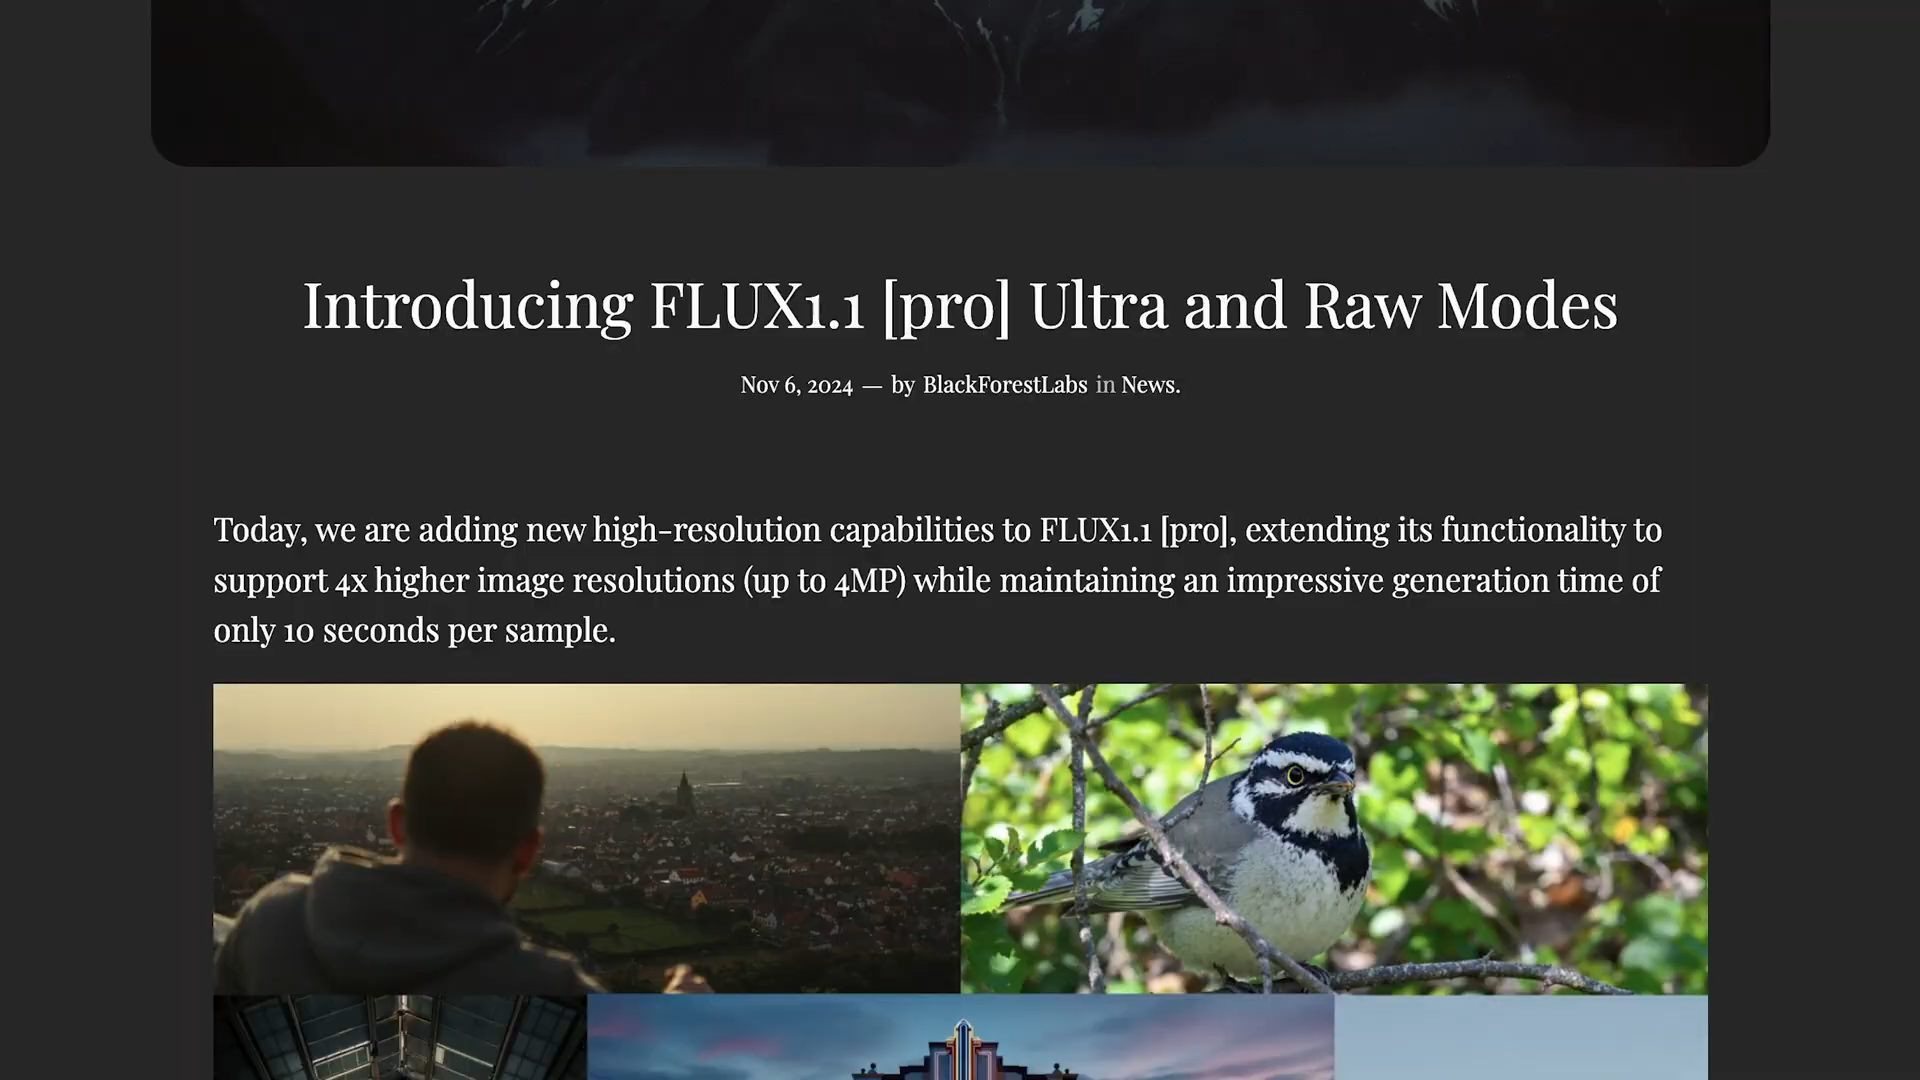 Introducing FLUX1.1 [pro] Ultra and Raw Modes
Nov 6, 2024 — by BlackForestLabs in News.
Today, we are adding new high-resolution capabilities to FLUX1.1 [pro], extending its functionality to
support 4x higher image resolutions (up to 4MP) while maintaining an impressive generation time of
only 10 seconds per sample.